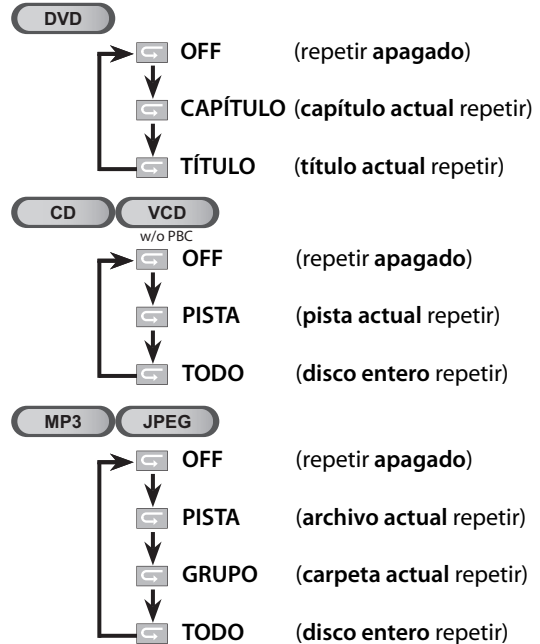 DVD
OFF (repetir apagado)
CAPÍTULO (capítulo actual repetir)
TÍTULO (título actual repetir)
CD VCD
w/o PBC
OFF (repetir apagado)
PISTA (pista actual repetir)
TODO (disco entero repetir)
MP3 JPEG
OFF (repetir apagado)
PISTA (archivo actual repetir)
GRUPO (carpeta actual repetir)
TODO (disco entero repetir)